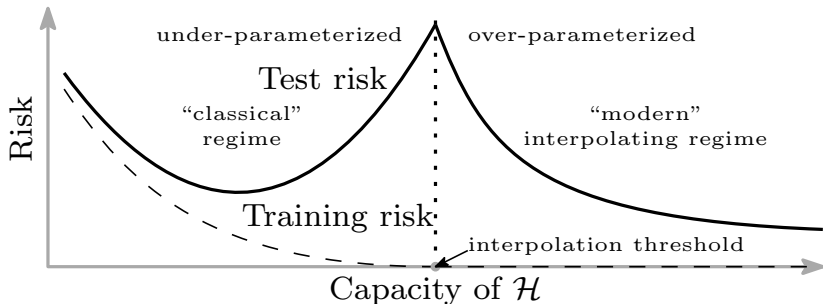 under-parameterized
over-parameterized
Test risk
“classical”
regime
“modern”
interpolating regime
Risk
Training risk
interpolation threshold
Capacity of ℋ